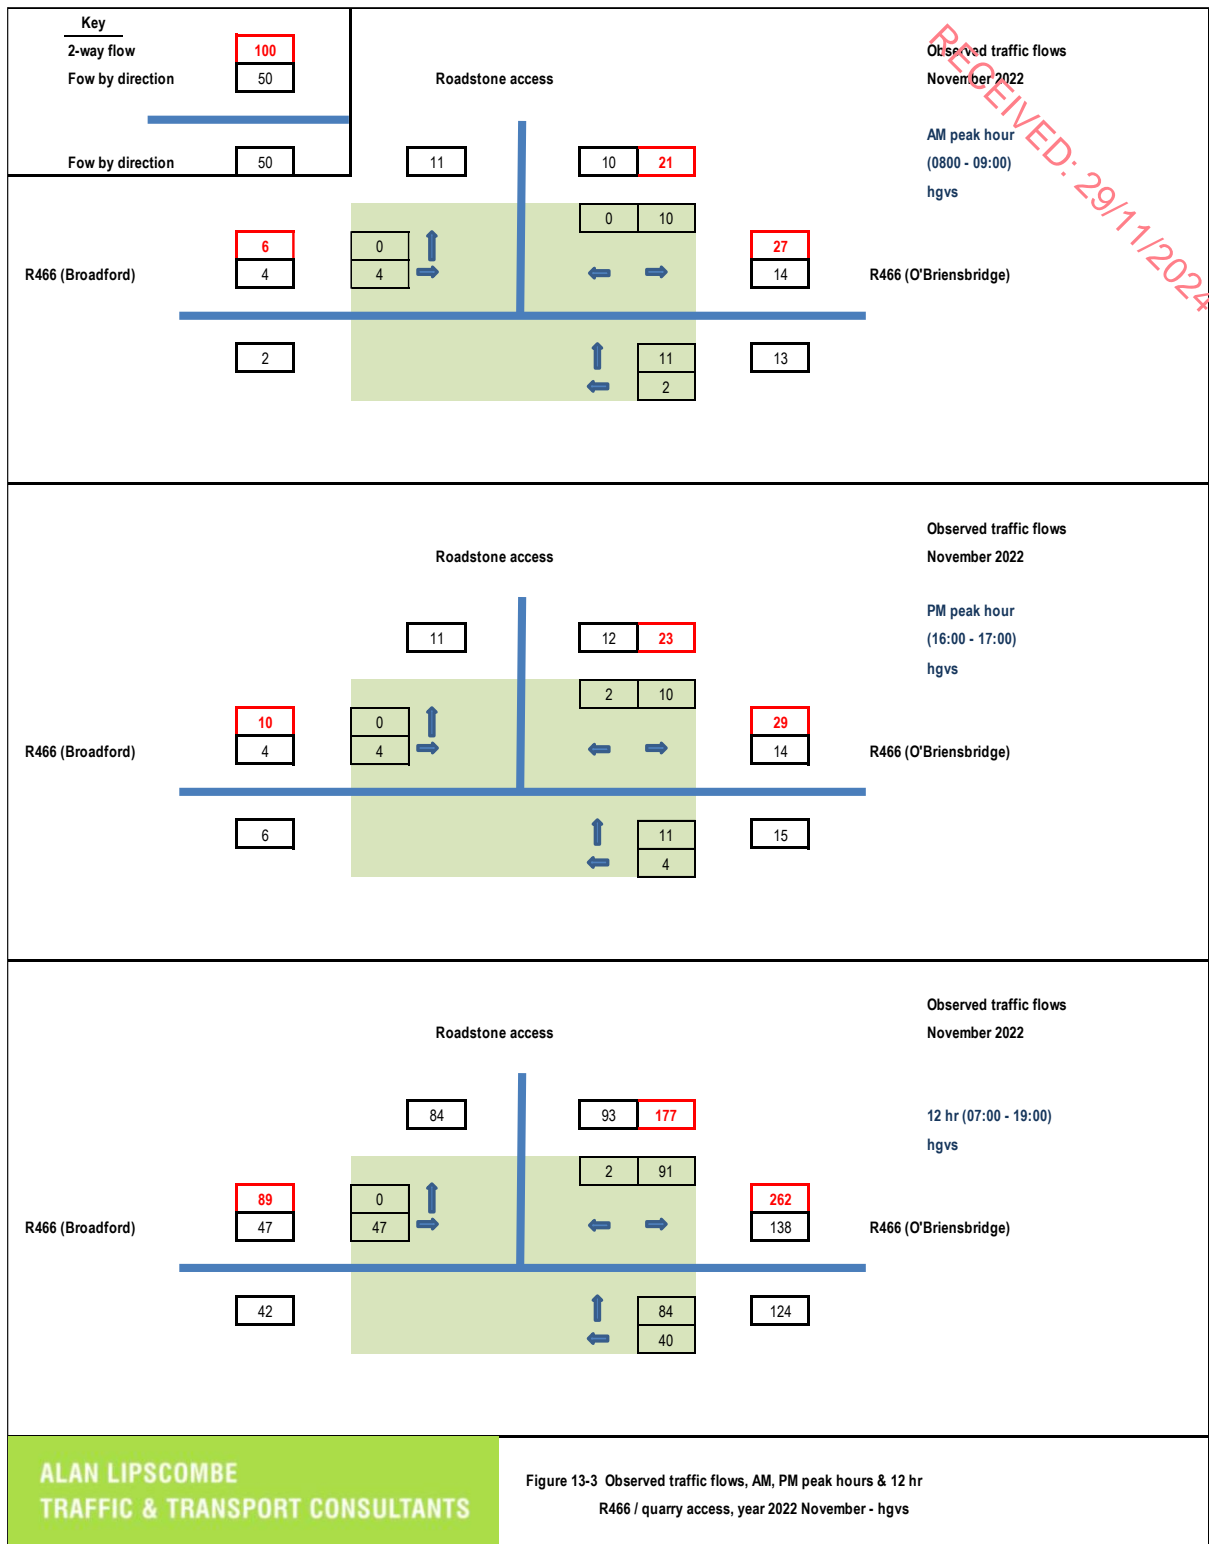 Key
2-way flow 100
Fow by direction 50
Fow by direction 50
Roadstone access
Observed traffic flows
November 2022
AM peak hour
(0800 - 09:00)
hgvs
RECEIVED: 29/11/2024
11 10 21
0 10
6 0 27
R466 (Broadford) 4 4 14 R466 (O'Briensbridge)
2 11 13
2
Observed traffic flows
Roadstone access November 2022
PM peak hour
11 12 23 (16:00 - 17:00)
hgvs
2 10
10 0 29
R466 (Broadford) 4 4 14 R466 (O'Briensbridge)
6 11 15
4
Observed traffic flows
Roadstone access November 2022
84 93 177 12 hr (07:00 - 19:00)
hgvs
2 91
89 0 262
R466 (Broadford) 47 47 138 R466 (O'Briensbridge)
42 84 124
40
ALAN LIPSCOMBE
TRAFFIC & TRANSPORT CONSULTANTS
Figure 13-3 Observed traffic flows, AM, PM peak hours & 12 hr
R466 / quarry access, year 2022 November - hgvs